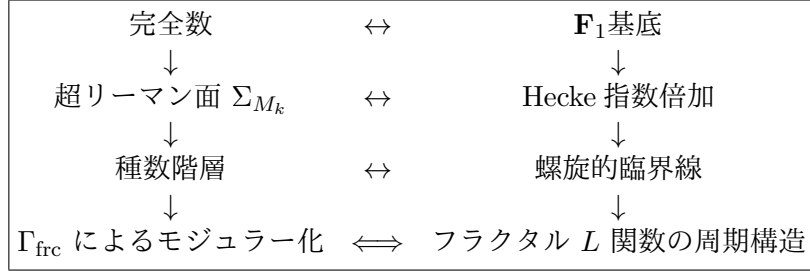 完全数 ↔ F₁基底
↓ ↓
超リーマン面 Σ_{M_k} ↔ Hecke 指数倍加
↓ ↓
種数階層 ↔ 螺旋的臨界線
↓ ↓
Γ_{frc} によるモジュラー化 ⟺ フラクタル L 関数の周期構造